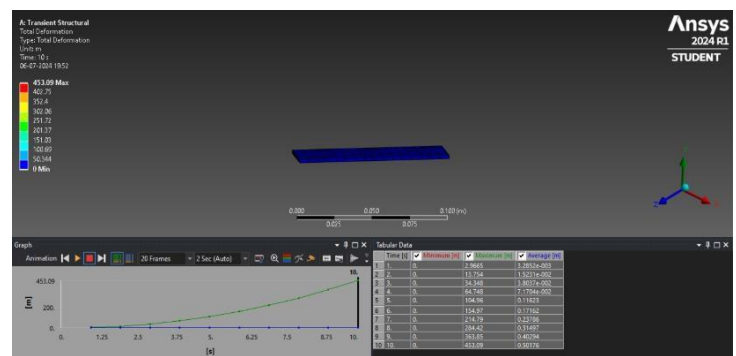 A: Transient Structural
Total Deformation
Type: Total Deformation
Unit: m
Time: 10 s
06-07-2024 19:52
453.09 Max
402.75
352.4
302.06
251.72
201.37
151.03
100.69
50.344
0 Min
Ansys
2024 R1
STUDENT
0.000 0.050 0.100 (m)
0.025 0.075
Graph
Animation 20 Frames 2 Sec (Auto)
10.
453.09
[m]
200.
0.
0. 1.25 2.5 3.75 5. 6.25 7.5 8.75 10.
[s]
Tabular Data
Time [s] Minimum [m] Maximum [m] Average [m]
1 1. 0. 2.9665 3.2852e-003
2 2. 0. 13.754 1.5231e-002
3 3. 0. 34.348
4 4. 0. 64.748 7.1704e-002
5 5. 0. 104.96 0.11623
6 6. 0. 154.97 0.17162
7 7. 0. 214.79 0.23786
8 8. 0. 284.42 0.31497
9 9. 0. 363.85 0.40294
10 10. 0. 453.09 0.50176